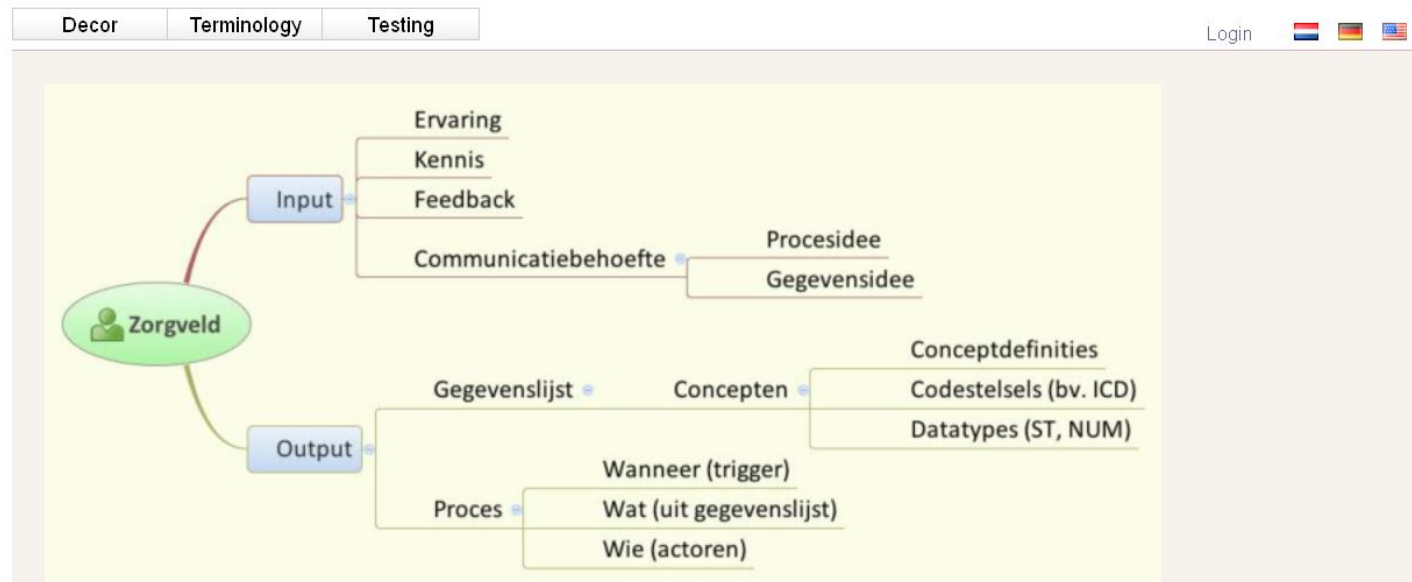 Decor Terminology Testing
Login
Ervaring
Kennis
Input
Feedback
Procesidee
Communicatiebehoefte
Gegevensidee
Zorgveld
Conceptdefinities
Gegevenslijst
Concepten
Codestelsels (bv. ICD)
Datatypes (ST, NUM)
Output
Wanneer (trigger)
Proces
Wat (uit gegevenslijst)
Wie (actoren)